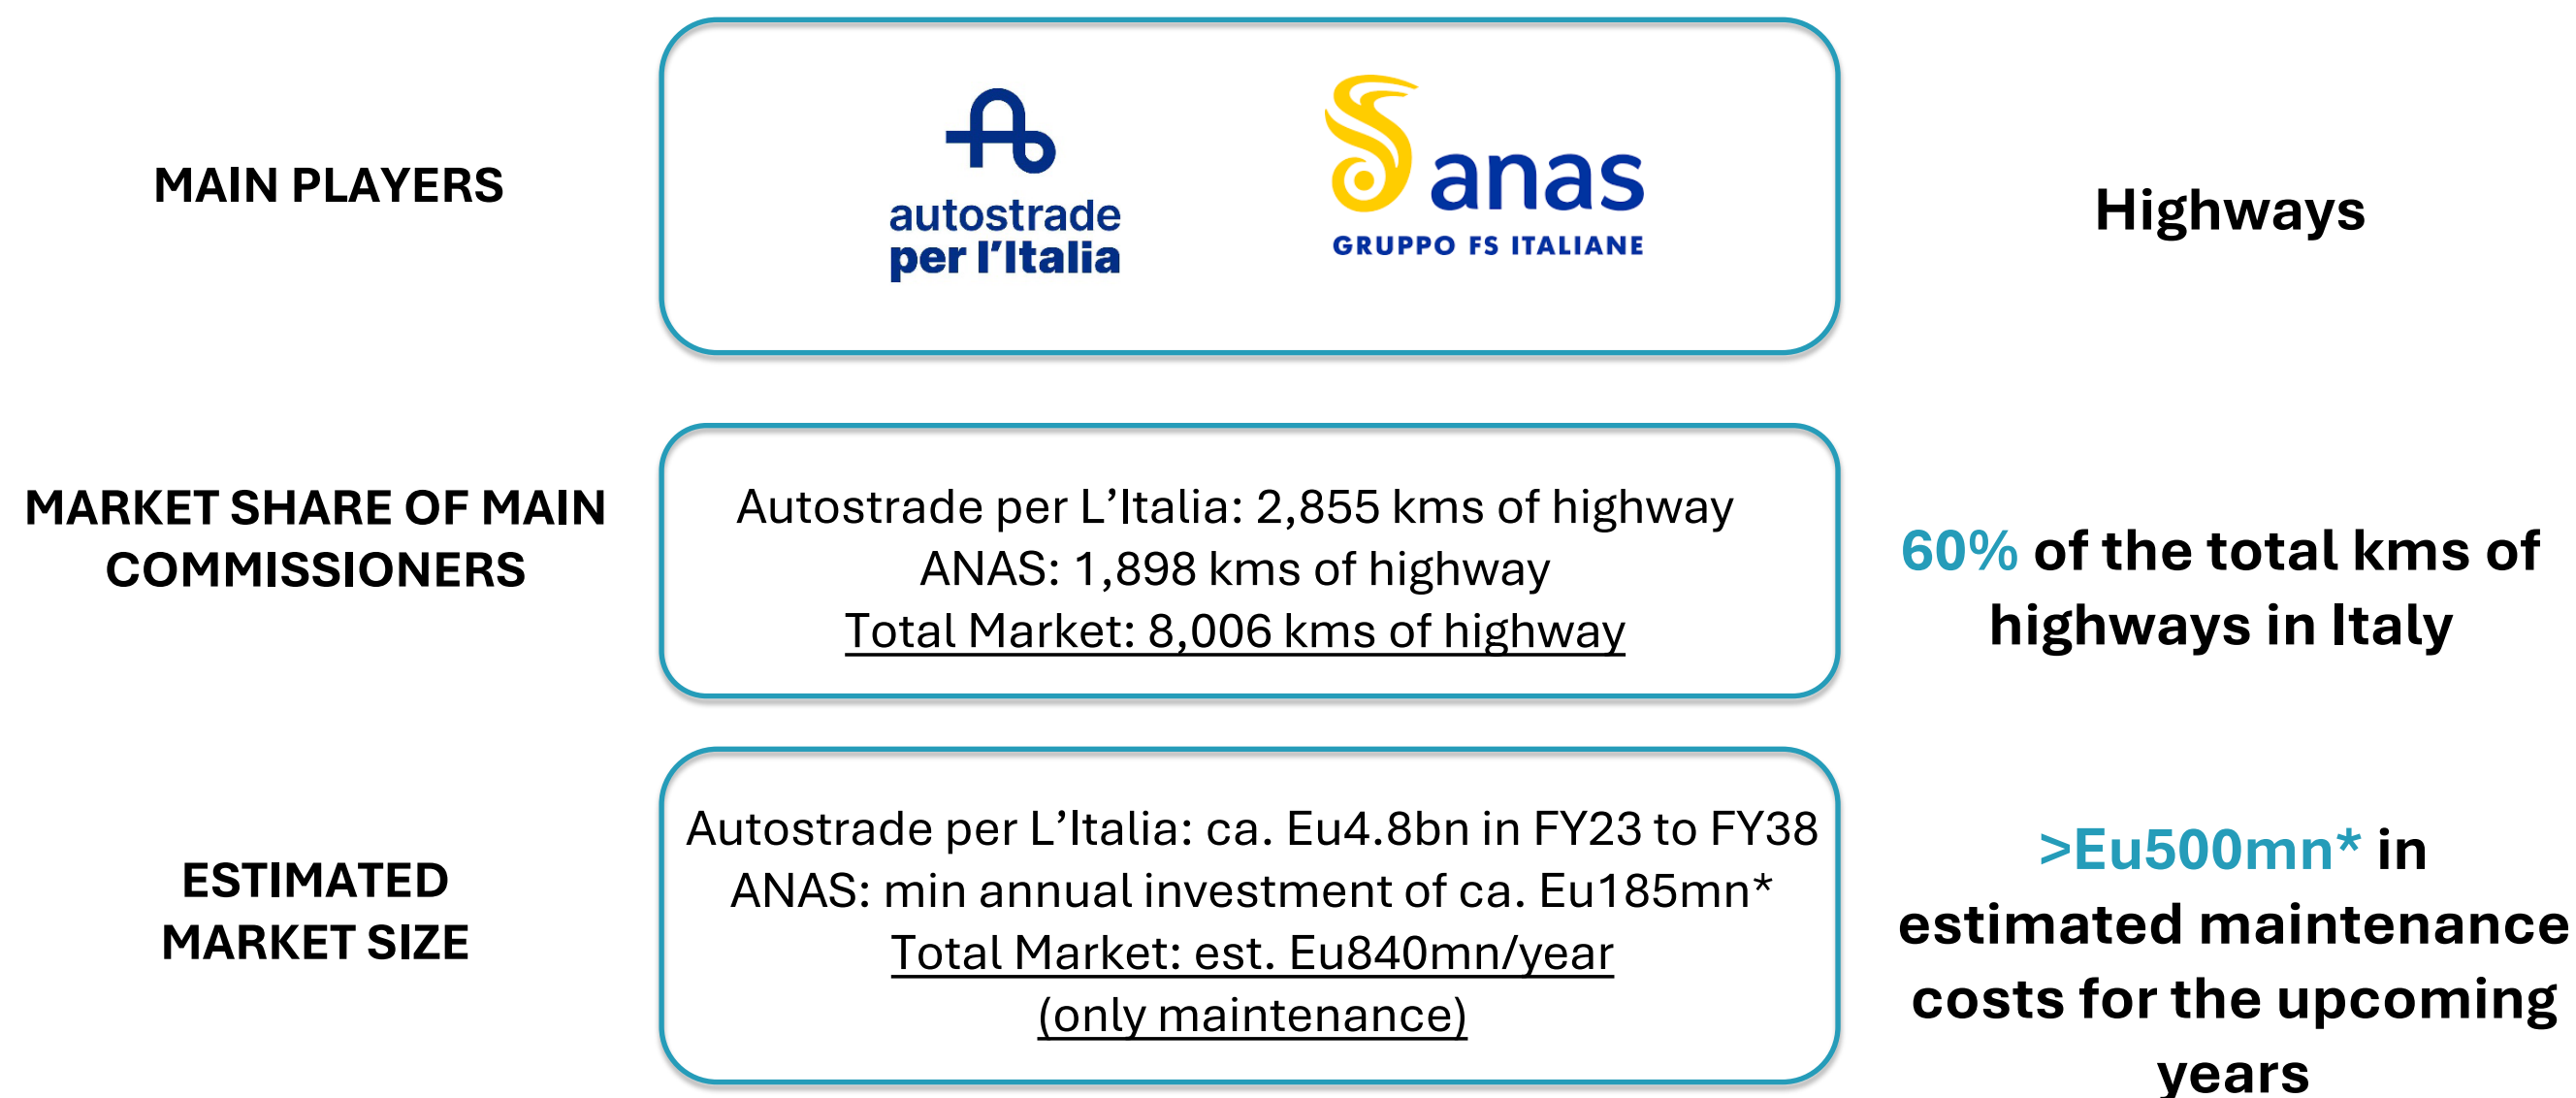 MAIN PLAYERS
autostrade
per l'Italia
anas
GRUPPO FS ITALIANE
Highways
MARKET SHARE OF MAIN
COMMISSIONERS
Autostrade per L’Italia: 2,855 kms of highway
ANAS: 1,898 kms of highway
Total Market: 8,006 kms of highway
60% of the total kms of
highways in Italy
ESTIMATED
MARKET SIZE
Autostrade per L’Italia: ca. Eu4.8bn in FY23 to FY38
ANAS: min annual investment of ca. Eu185mn*
Total Market: est. Eu840mn/year
(only maintenance)
>Eu500mn* in
estimated maintenance
costs for the upcoming
years